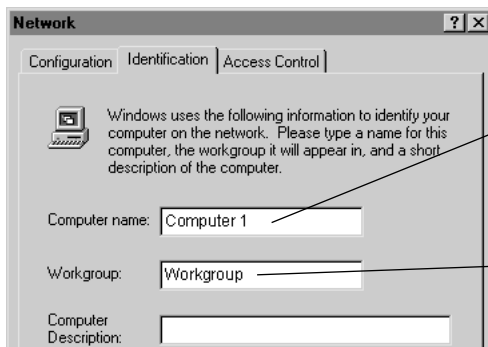 Network
? ×
Configuration Identification Access Control
Windows uses the following information to identify your
computer on the network. Please type a name for this
computer, the workgroup it will appear in, and a short
description of the computer.
Computer name: Computer 1
Workgroup: Workgroup
Computer
Description: